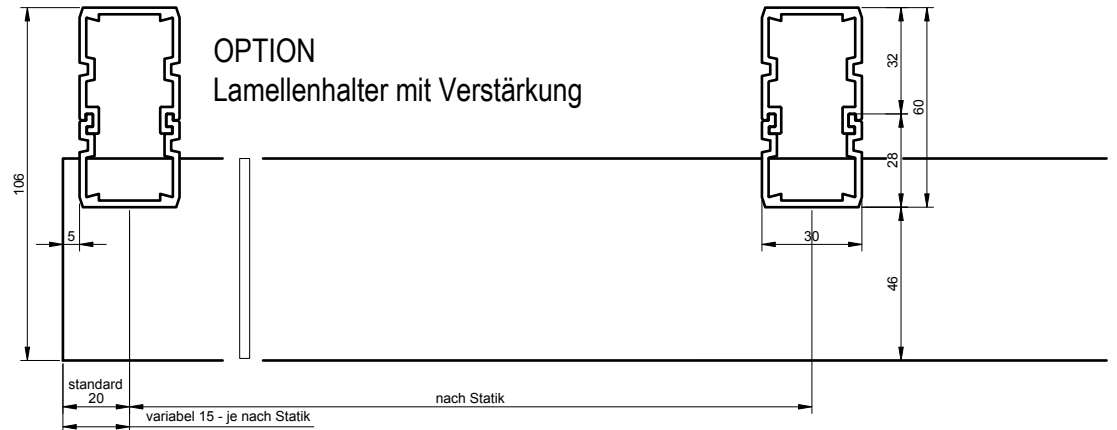 OPTION
Lamellenhalter mit Verstärkung
32
60
28
106
5
30
46
standard
20
nach Statik
variabel 15 - je nach Statik